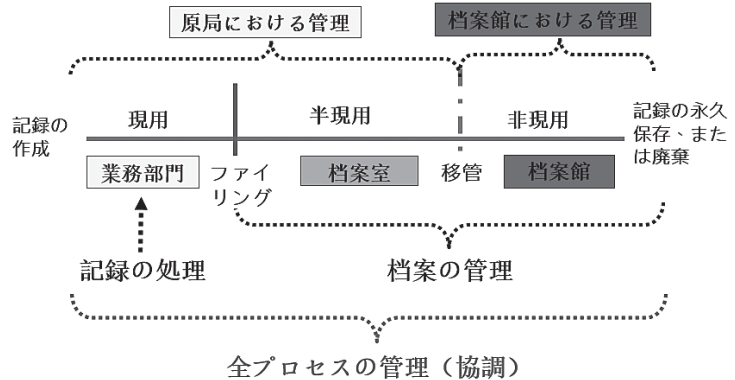 原局における管理
档案館における管理
現用
半現用
非現用
記録の
作成
記録の永久
保存、また
は廃棄
業務部門
ファイ
リング
档案室
移管
档案館
記録の処理
档案の管理
全プロセスの管理（協調）